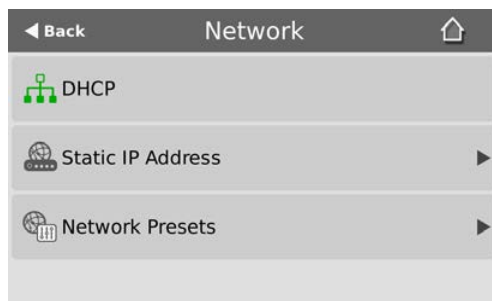 Back
Network
DHCP
Static IP Address
Network Presets